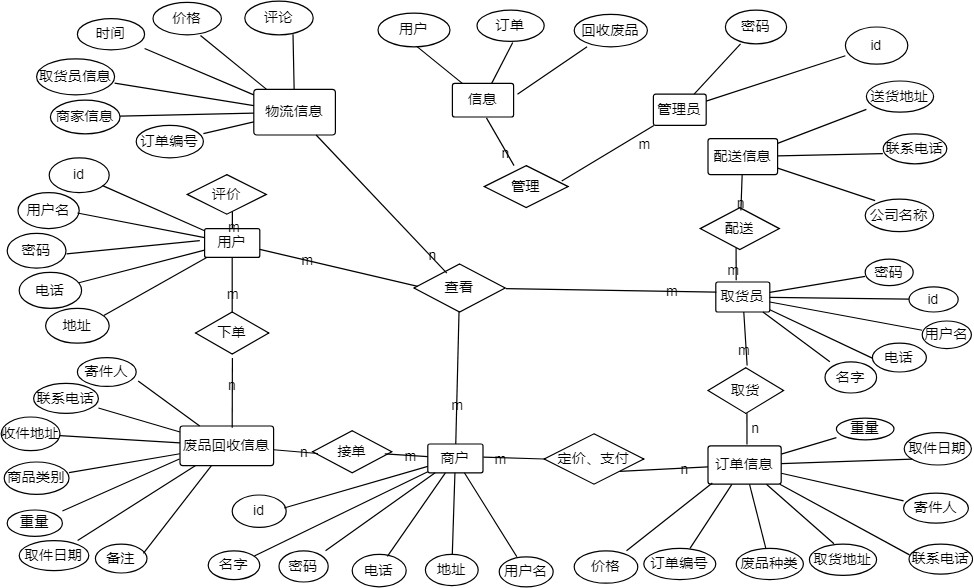 时间
价格
评论
取货员信息
商家信息
订单编号
物流信息
用户
订单
回收废品
信息
n
管理
m
管理员
密码
id
配送信息
送货地址
联系电话
公司名称
n
配送
m
评价
m
用户
id
用户名
密码
电话
地址
m
n
查看
m
m
取货员
密码
id
用户名
电话
名字
m
下单
n
m
取货
n
废品回收信息
寄件人
联系电话
收件地址
商品类别
重量
取件日期
备注
n
接单
m
商户
m
定价、支付
n
订单信息
重量
取件日期
寄件人
联系电话
取货地址
废品种类
订单编号
价格
id
名字
密码
电话
地址
用户名